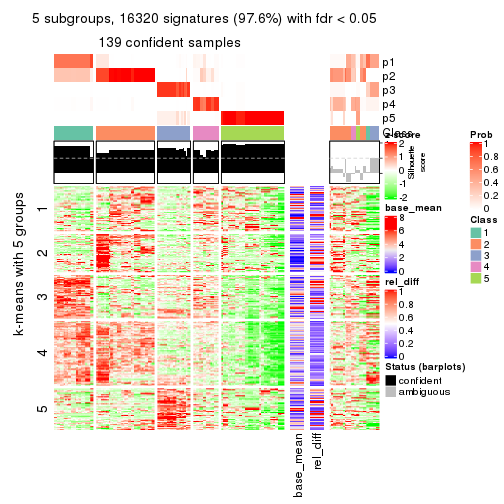 5 subgroups, 16320 signatures (97.6%) with fdr < 0.05
139 confident samples
p1
p2
p3
p4
p5
Class
z-score
2
1
0
-1
-2
Silhouette
score
Prob
1
0.8
0.6
0.4
0.2
0
base_mean
8
6
4
2
0
Class
1
2
3
4
5
rel_diff
1
0.8
0.6
0.4
0.2
0
Status (barplots)
confident
ambiguous
k-means with 5 groups
1
2
3
4
5
base_mean
rel_diff